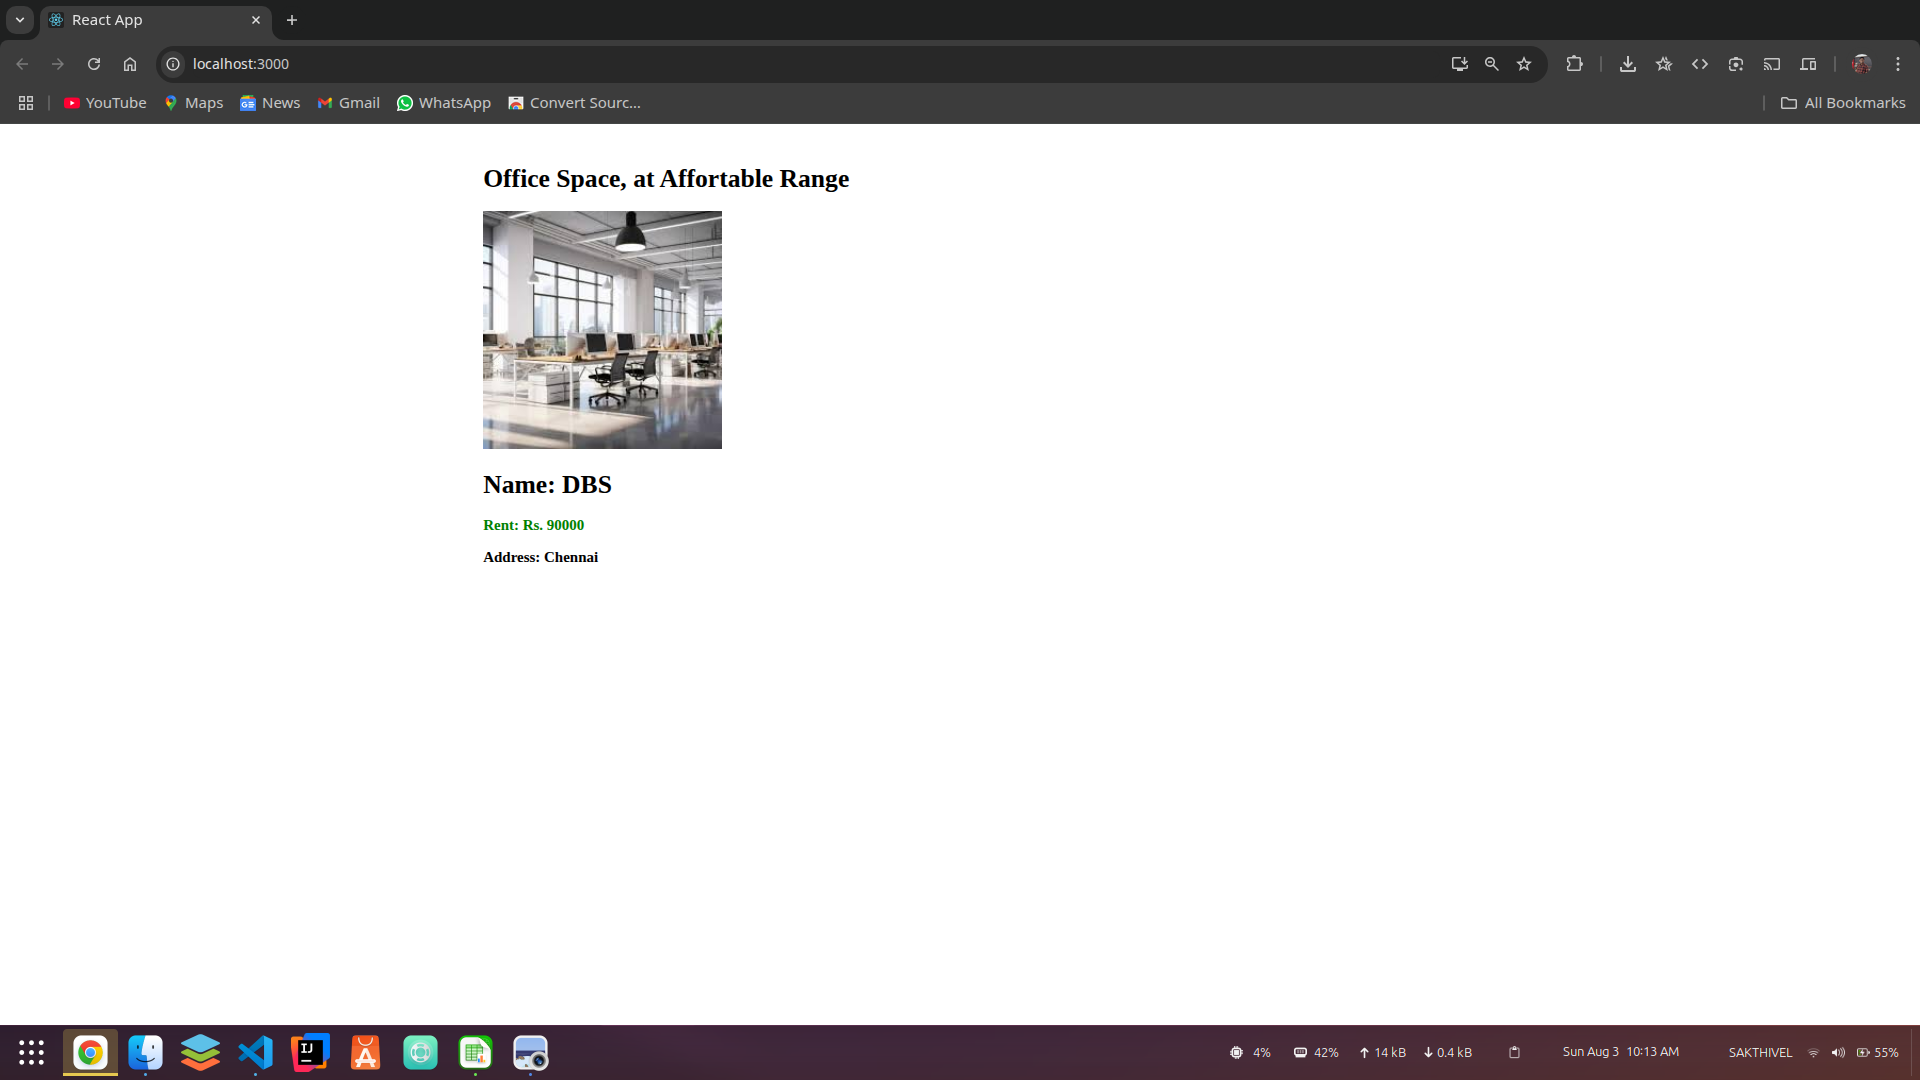 React App
localhost:3000
YouTube Maps News Gmail WhatsApp Convert Sourc... All Bookmarks
Office Space, at Affortable Range
Name: DBS
Rent: Rs. 90000
Address: Chennai
4% 42% 14 kB 0.4 kB Sun Aug 3 10:13 AM SAKTHIVEL 55%